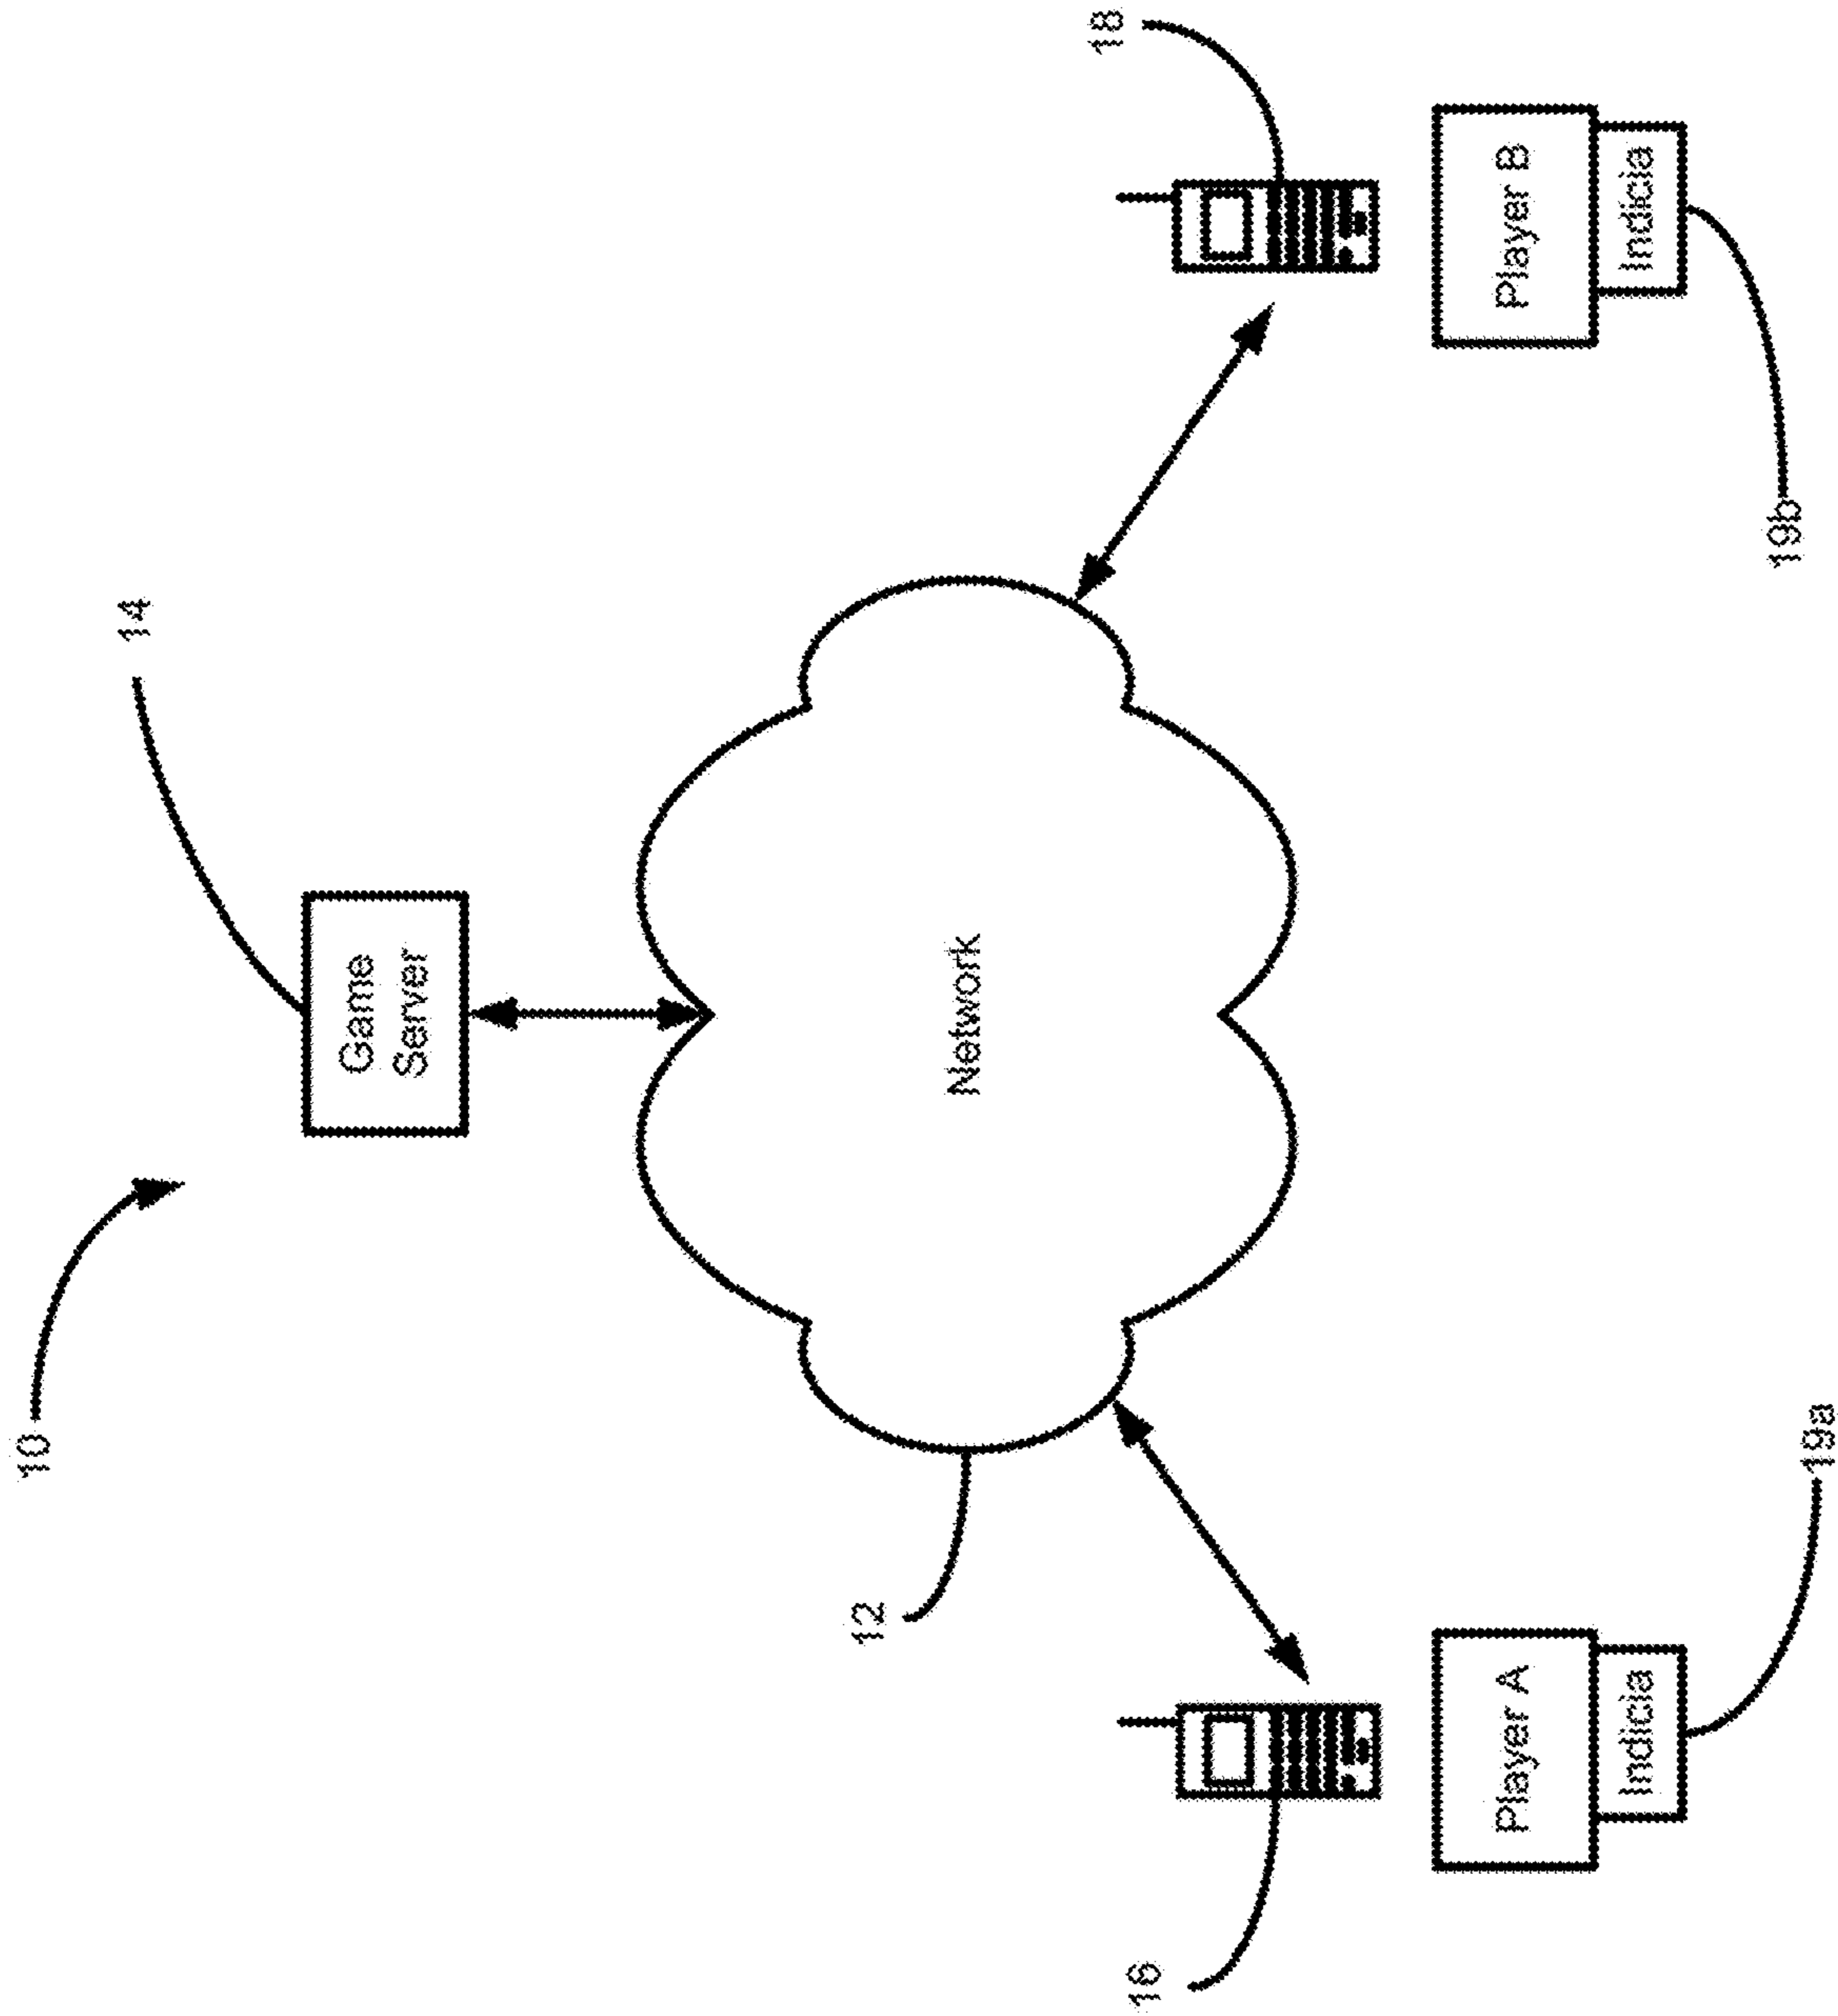 10
14
Game
Server
18
Network
12
16
Player A
Indicia
19a
Player B
Indicia
19b